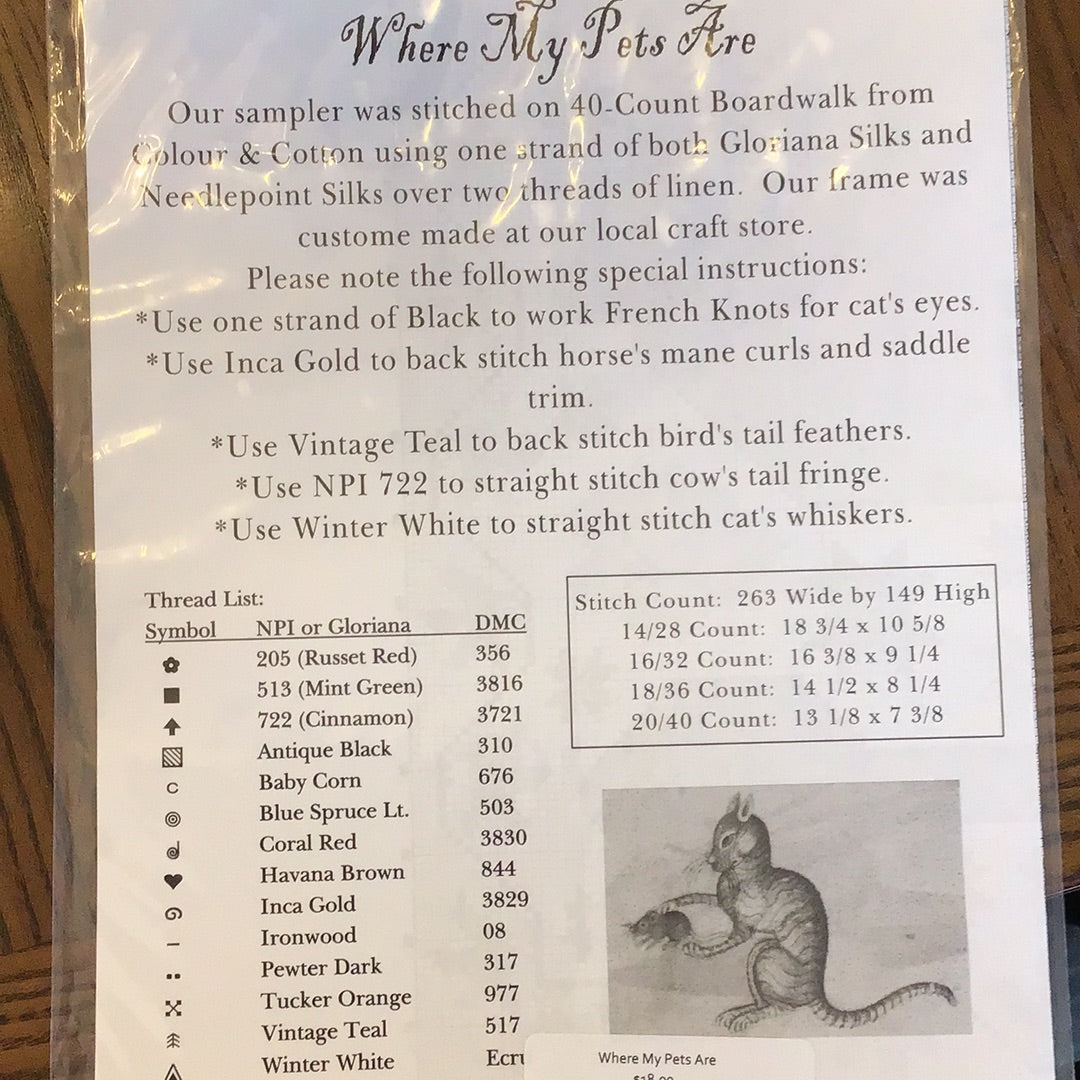 Where My Pets Are
Our sampler was stitched on 40-Count Boardwalk from
Colour & Cotton using one strand of both Gloriana Silks and
Needlepoint Silks over two threads of linen. Our frame was
custome made at our local craft store.
Please note the following special instructions:
*Use one strand of Black to work French Knots for cat's eyes.
*Use Inca Gold to back stitch horse's mane curls and saddle
trim.
*Use Vintage Teal to back stitch bird's tail feathers.
*Use NPI 722 to straight stitch cow's tail fringe.
*Use Winter White to straight stitch cat's whiskers.
Thread List:
Symbol NPI or Gloriana DMC
205 (Russet Red) 356
513 (Mint Green) 3816
722 (Cinnamon) 3721
Antique Black 310
c Baby Corn 676
Blue Spruce Lt. 503
Coral Red 3830
Havana Brown 844
Inca Gold 3829
Ironwood 08
Pewter Dark 317
Tucker Orange 977
Vintage Teal 517
Winter White Ecru
Stitch Count: 263 Wide by 149 High
14/28 Count: 18 3/4 x 10 5/8
16/32 Count: 16 3/8 x 9 1/4
18/36 Count: 14 1/2 x 8 1/4
20/40 Count: 13 1/8 x 7 3/8
Where My Pets Are